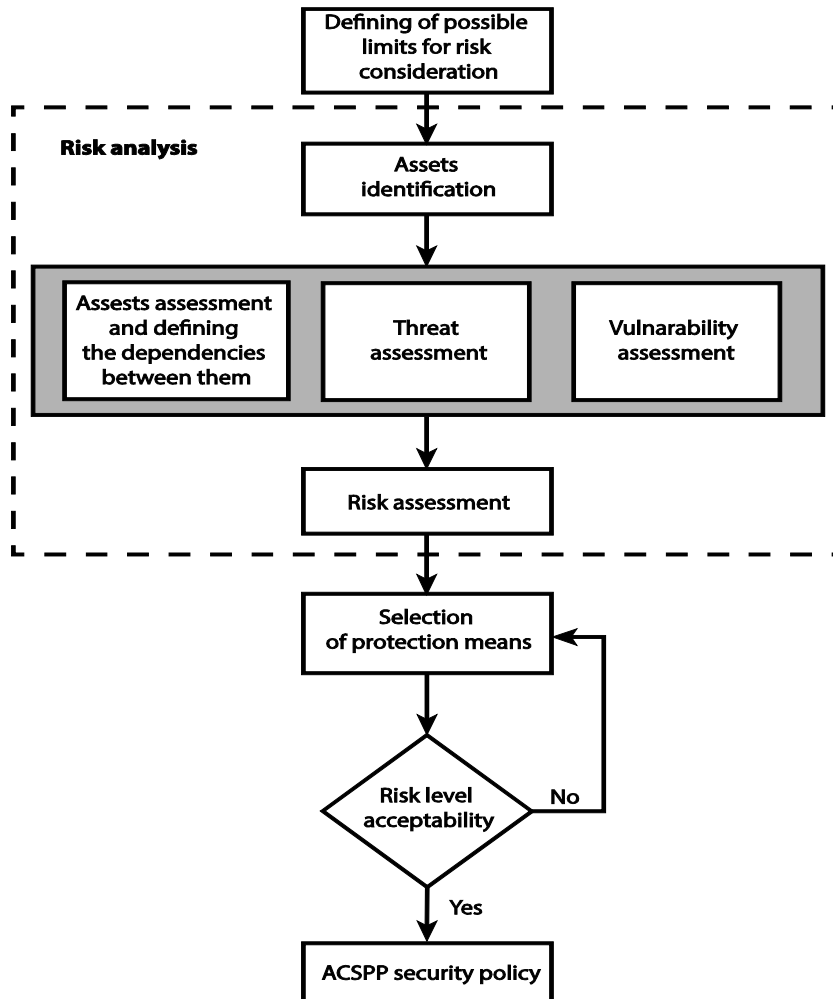 Defining of possible
limits for risk
consideration
Risk analysis
Assets
identification
Assests assessment
and defining
the dependencies
between them
Threat
assessment
Vulnarability
assessment
Risk assessment
Selection
of protection means
Risk level
acceptability
No
Yes
ACSPP security policy